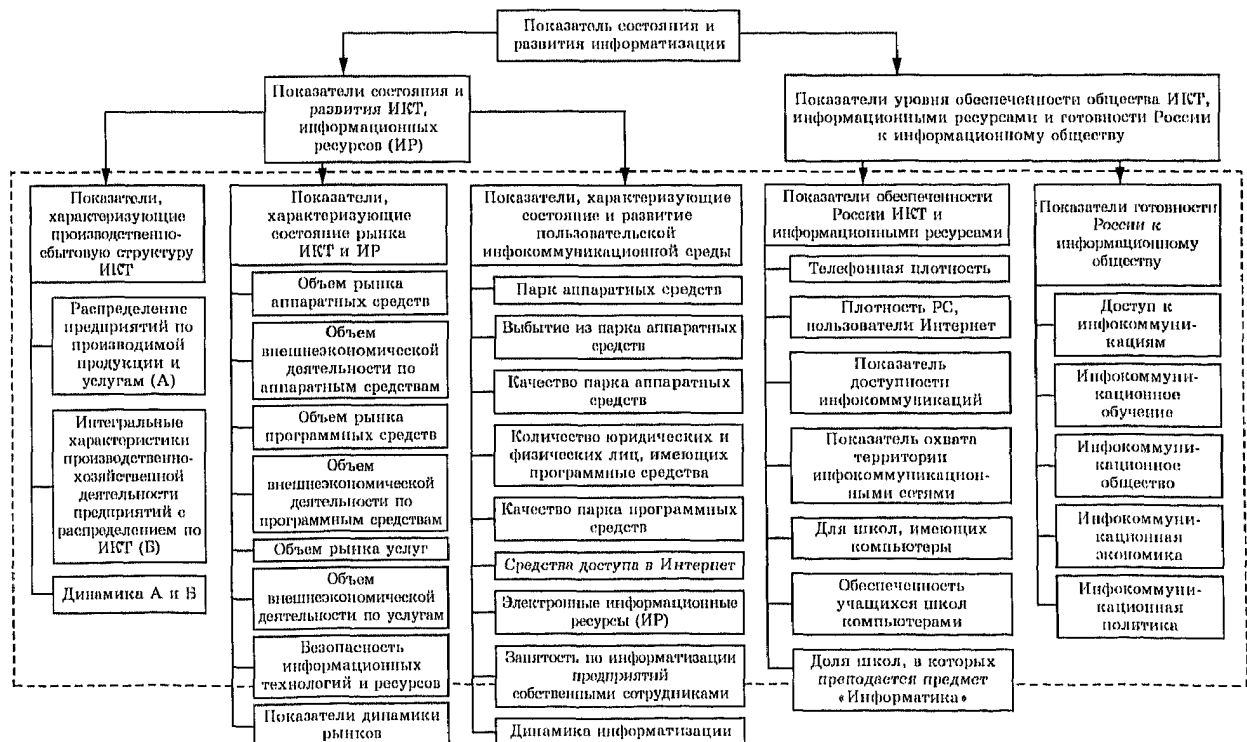 Показатель состояния и
развития информатизации
Показатели состояния и
развития ИКТ,
информационных
ресурсов (ИР)
Показатели уровня обеспеченности общества ИКТ,
информационными ресурсами и готовности России
к информационному обществу
Показатели,
характеризующие
производственно-
сбытовую структуру
ИКТ
Распределение
предприятий по
производимой
продукции и
услугам (А)
Интегральные
характеристики
производственно-
хозяйственной
деятельности
предприятий с
распределением по
ИКТ (Б)
Динамика А и Б
Показатели,
характеризующие
состояние рынка
ИКТ и ИР
Объем рынка
аппаратных средств
Объем
внешнеэкономической
деятельности по
аппаратным средствам
Объем рынка
программных средств
Объем
внешнеэкономической
деятельности по
программным средствам
Объем рынка услуг
Объем
внешнеэкономической
деятельности по услугам
Безопасность
информационных
технологий и ресурсов
Показатели динамики
рынков
Показатели, характеризующие
состояние и развитие
пользовательской
инфокоммуникационной среды
Парк аппаратных средств
Выбытие из парка аппаратных
средств
Качество парка аппаратных
средств
Количество юридических и
физических лиц, имеющих
программные средства
Качество парка программных
средств
Средства доступа в Интернет
Электронные информационные
ресурсы (ИР)
Занятость по информатизации
предприятий
собственными сотрудниками
Динамика информатизации
Показатели обеспеченности
России ИКТ и
информационными ресурсами
Телефонная плотность
Плотность РС,
пользователи Интернет
Показатель
доступности
инфокоммуникаций
Показатель охвата
территории
инфокоммуникацион-
ными сетями
Для школ, имеющих
компьютеры
Обеспеченность
учащихся школ
компьютерами
Доля школ, в которых
преподается предмет
«Информатика»
Показатели готовности
России к
информационному
обществу
Доступ к
инфокоммуни-
кациям
Инфокоммуни-
кационное
обучение
Инфокоммуни-
кационное
общество
Инфокоммуни-
кационная
экономика
Инфокоммуни-
кационная
политика